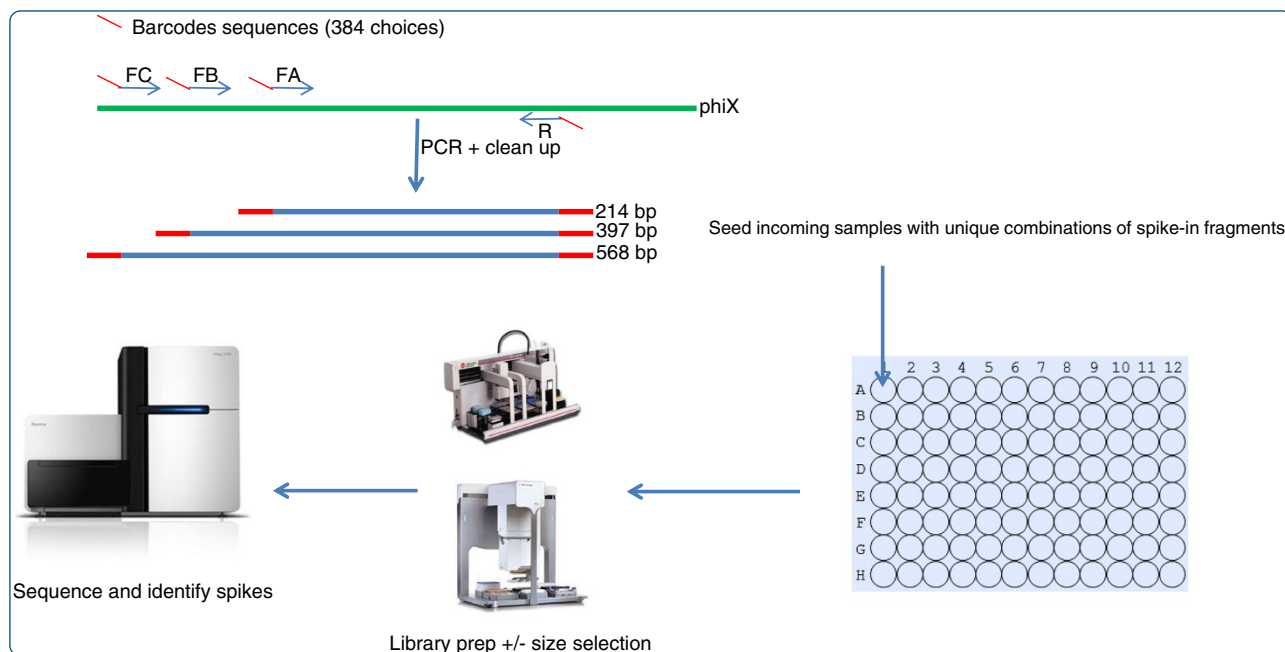 Barcodes sequences (384 choices)
FC FB FA
phiX
R
PCR + clean up
214 bp
397 bp
568 bp
Seed incoming samples with unique combinations of spike-in fragments
1 2 3 4 5 6 7 8 9 10 11 12
A
B
C
D
E
F
G
H
Sequence and identify spikes
Library prep +/- size selection